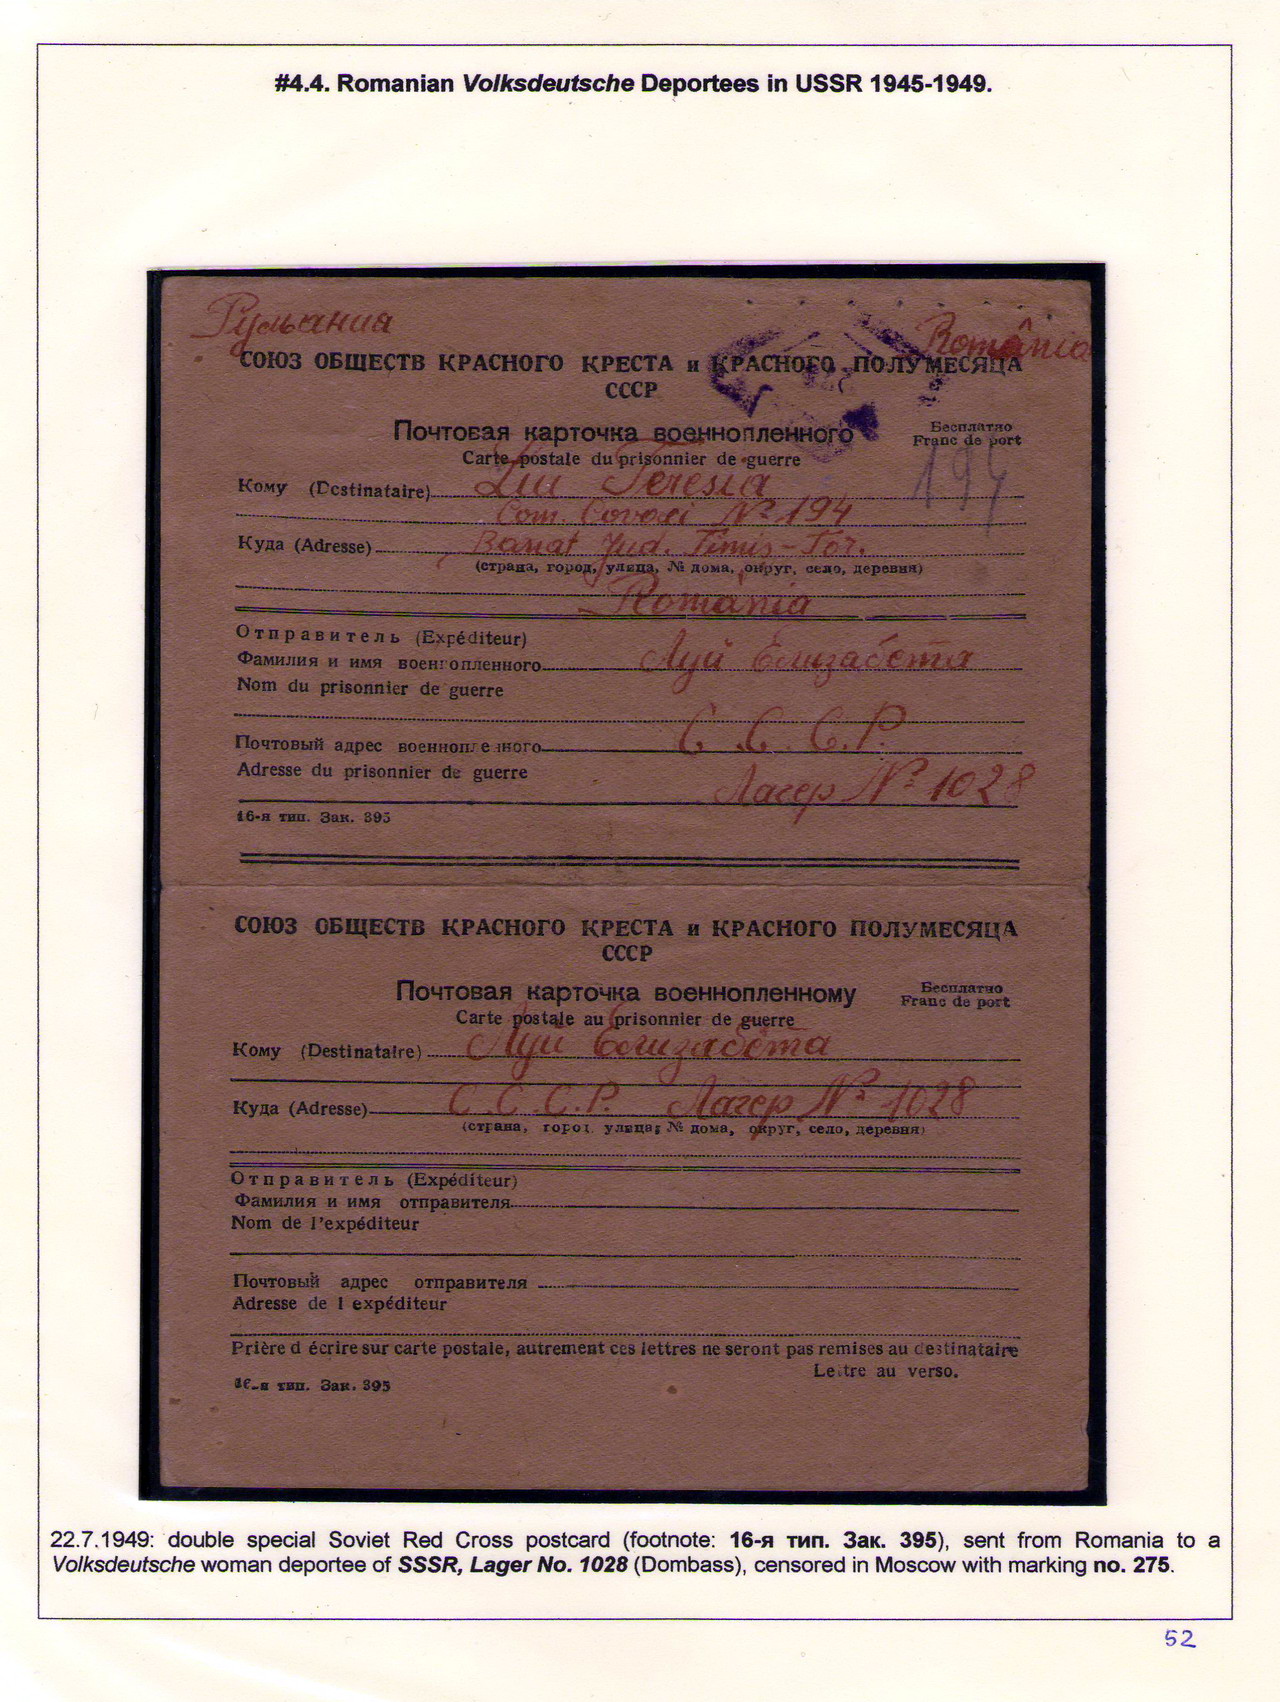 #4.4. Romanian Volksdeutsche Deportees in USSR 1945-1949.
Румания
România
СОЮЗ ОБЩЕСТВ КРАСНОГО КРЕСТА и КРАСНОГО ПОЛУМЕСЯЦА
СССР
Почтовая карточка военнопленного
Бесплатно
Franc de port
Carte postale du prisonnier de guerre
194
Кому (Destinataire) Lui Teresia
Com. Covaci № 194
Куда (Adresse) Banat Jud. Timiş-Tor.
(страна, город, улица, № дома, округ, село, деревня)
România
Отправитель (Expéditeur)
Фамилия и имя военнопленного Луй Елизабета
Nom du prisonnier de guerre
Почтовый адрес военнопленного С.С.С.Р.
Adresse du prisonnier de guerre
Лагер № 1028
16-я тип. Зак. 395
СОЮЗ ОБЩЕСТВ КРАСНОГО КРЕСТА и КРАСНОГО ПОЛУМЕСЯЦА
СССР
Почтовая карточка военнопленному
Бесплатно
Franc de port
Carte postale au prisonnier de guerre
Кому (Destinataire) Луй Елизабета
Куда (Adresse) С.С.С.Р. Лагер № 1028
(страна, город, улица, № дома, округ, село, деревня)
Отправитель (Expéditeur)
Фамилия и имя отправителя
Nom de l'expéditeur
Почтовый адрес отправителя
Adresse de l expéditeur
Prière d écrire sur carte postale, autrement ces lettres ne seront pas remises au destinataire
Lettre au verso.
16-я тип. Зак. 395
22.7.1949: double special Soviet Red Cross postcard (footnote: 16-я тип. Зак. 395), sent from Romania to a
Volksdeutsche woman deportee of SSSR, Lager No. 1028 (Dombass), censored in Moscow with marking no. 275.
52